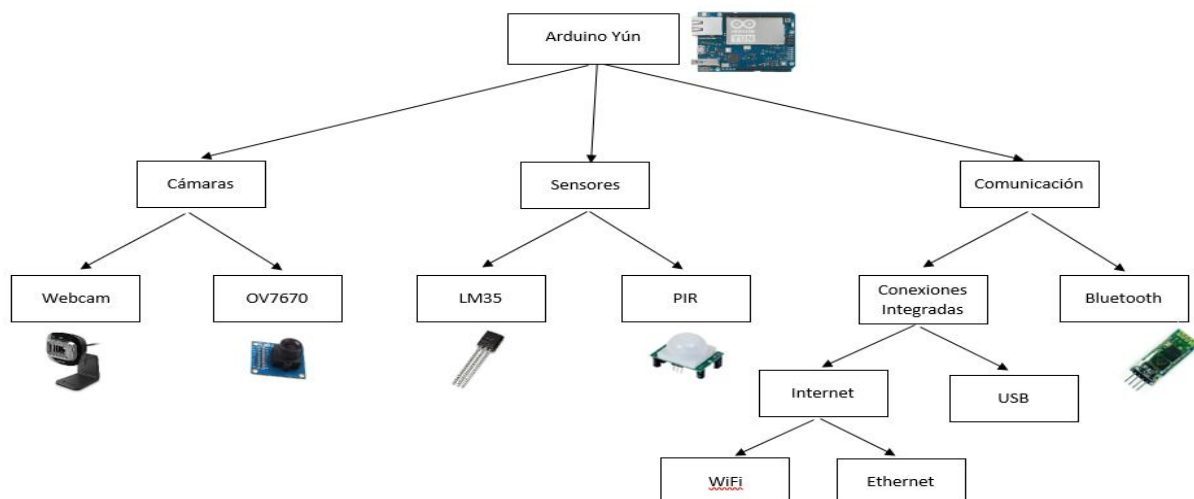 Arduino Yún
Cámaras
Sensores
Comunicación
Webcam
OV7670
LM35
PIR
Conexiones
Integradas
Bluetooth
Internet
USB
WiFi
Ethernet